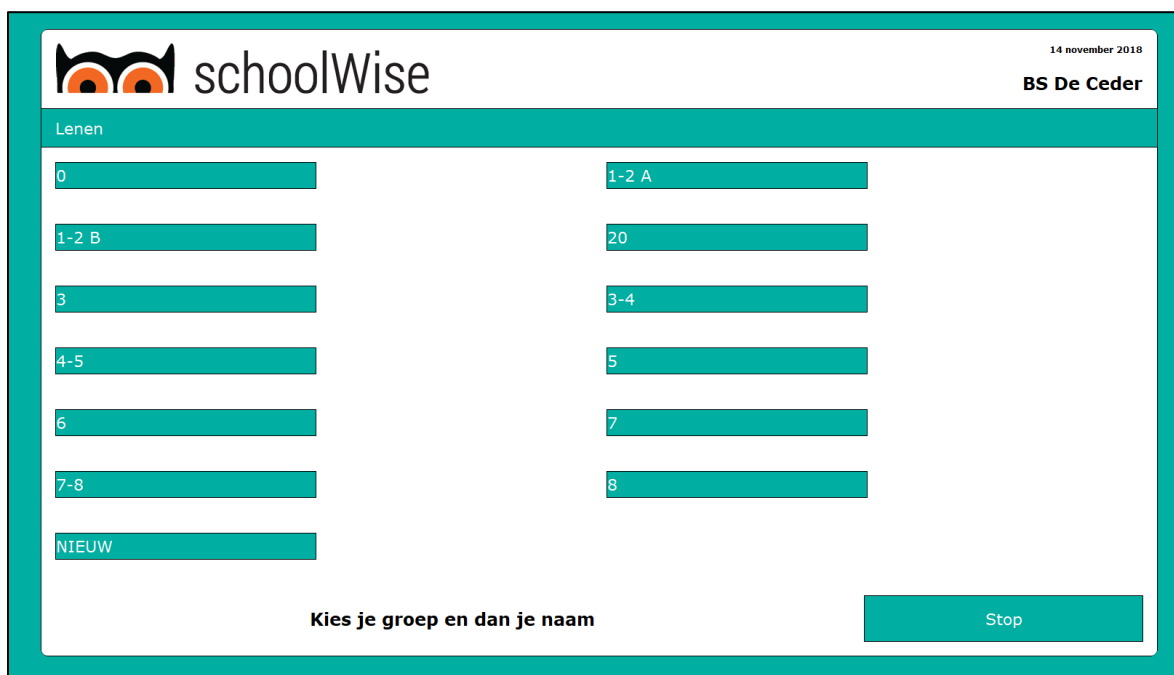 schoolWise
14 november 2018
BS De Ceder
Lenen
0
1-2 A
1-2 B
20
3
3-4
4-5
5
6
7
7-8
8
NIEUW
Kies je groep en dan je naam
Stop